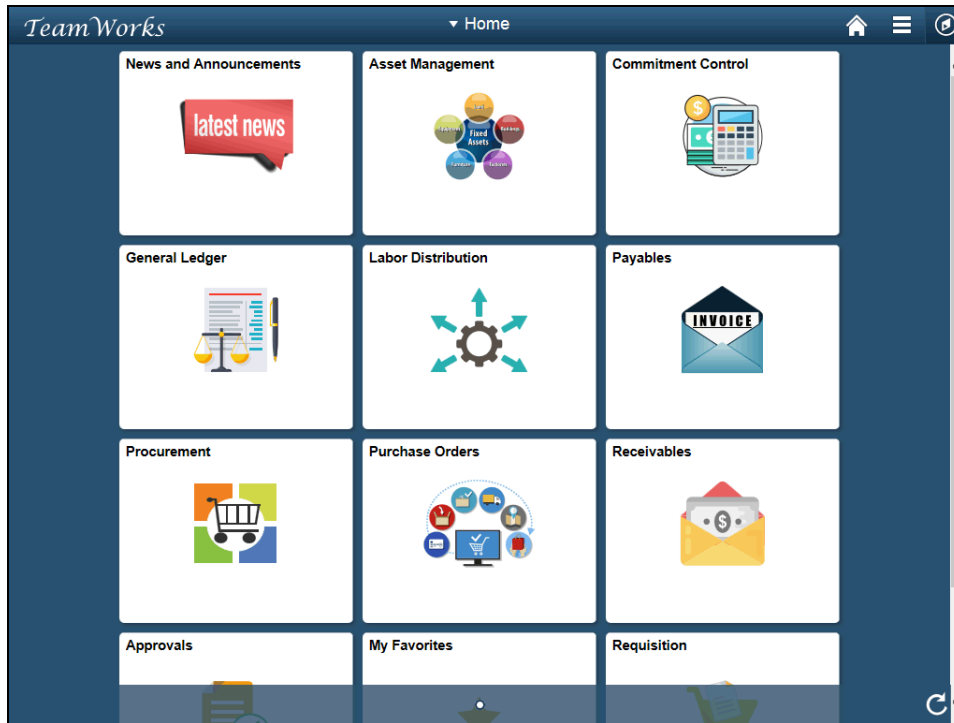 TeamWorks
Home
News and Announcements
Asset Management
Commitment Control
latest news
Fixed
Assets
General Ledger
Labor Distribution
Payables
INVOICE
Procurement
Purchase Orders
Receivables
Approvals
My Favorites
Requisition